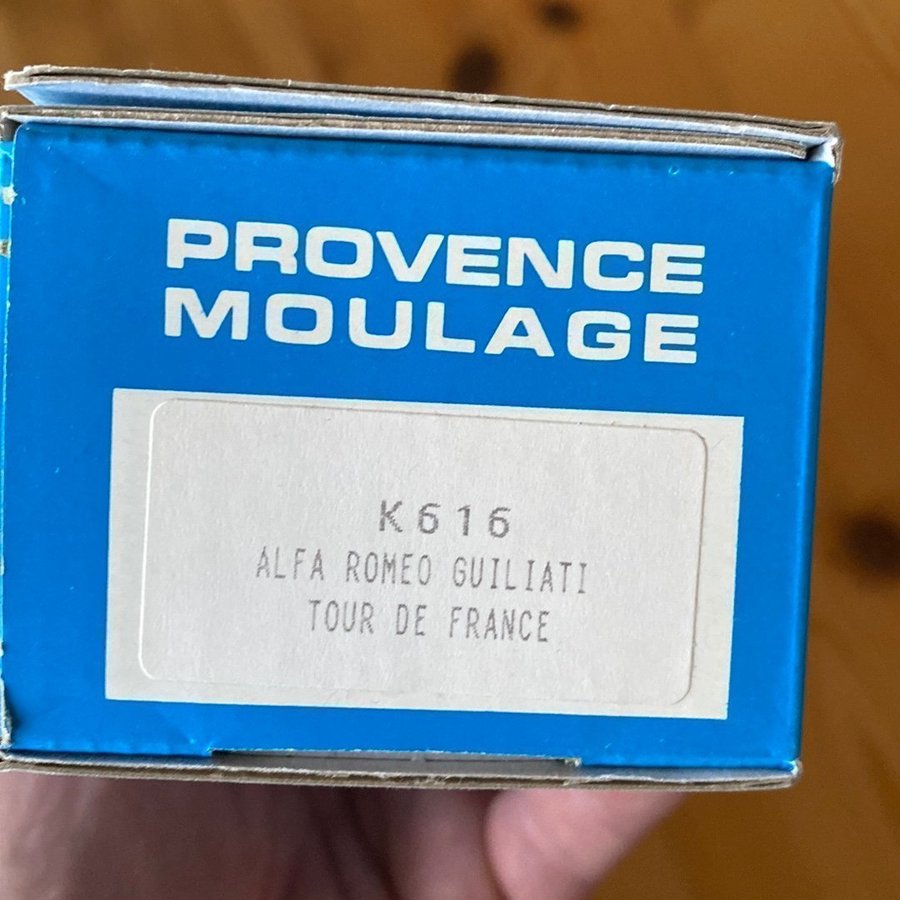 PROVENCE
MOULAGE
K616
ALFA ROMEO GUILIATI
TOUR DE FRANCE